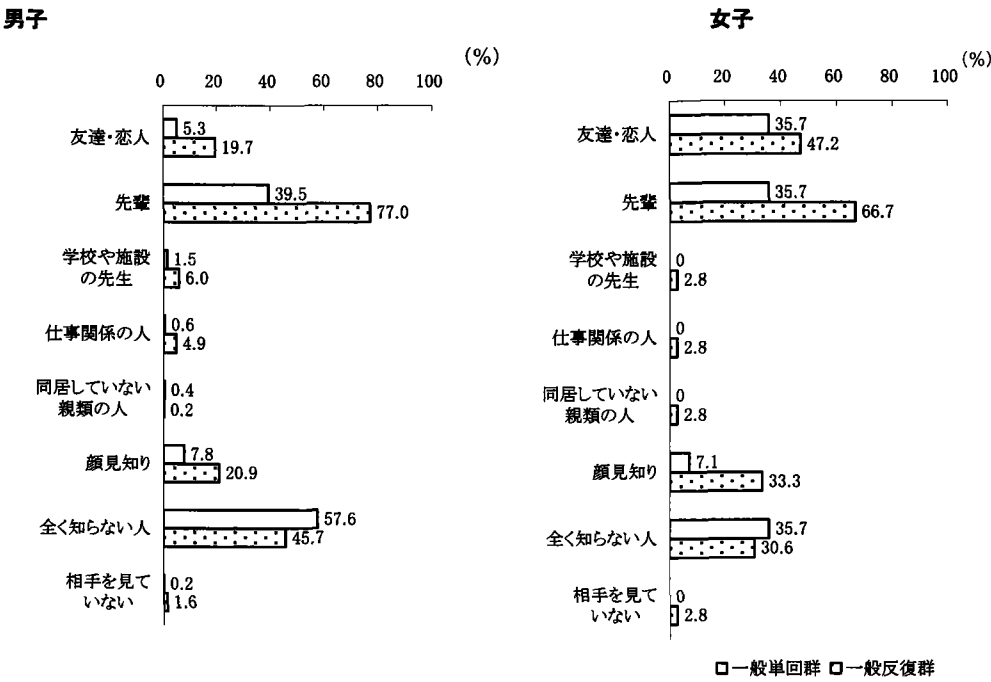 男子
(%)
0 20 40 60 80 100
友達・恋人
5.3
19.7
先輩
39.5
77.0
学校や施設
の先生
1.5
6.0
仕事関係の人
0.6
4.9
同居していない
親類の人
0.4
0.2
顔見知り
7.8
20.9
全く知らない人
57.6
45.7
相手を見て
いない
0.2
1.6
女子
(%)
0 20 40 60 80 100
友達・恋人
35.7
47.2
先輩
35.7
66.7
学校や施設
の先生
0
2.8
仕事関係の人
0
2.8
同居していない
親類の人
0
2.8
顔見知り
7.1
33.3
全く知らない人
35.7
30.6
相手を見て
いない
0
2.8
一般単回群 一般反復群